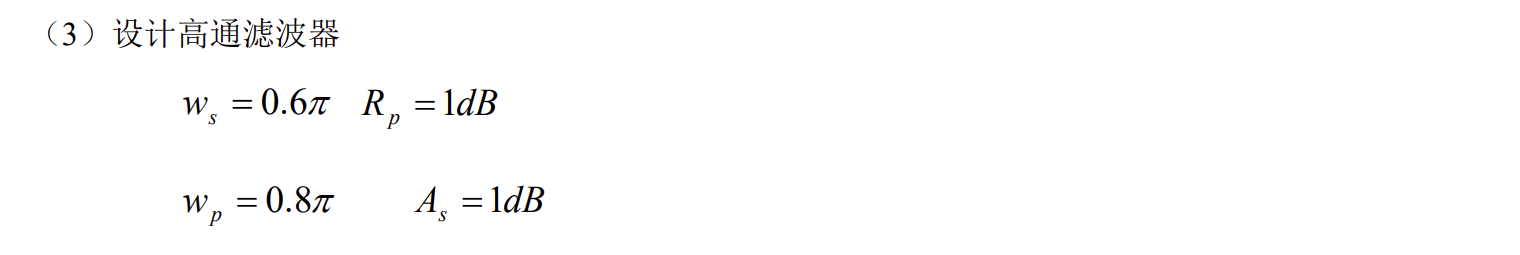 （3）设计高通滤波器
w_s = 0.6π R_p = 1dB
w_p = 0.8π A_s = 1dB